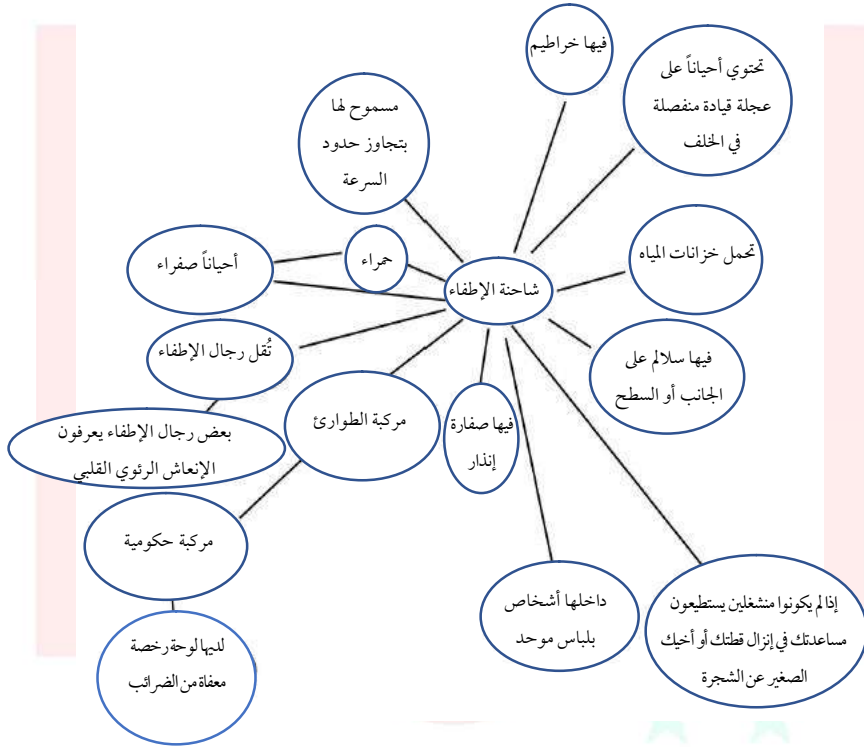 فيها خراطيم
تحتوي أحياناً على
عجلة قيادة منفصلة
في الخلف
مسموح لها
بتجاوز حدود
السرعة
حمراء
أحياناً صفراء
تحمل خزانات المياه
شاحنة الإطفاء
تُقل رجال الإطفاء
فيها سلالم على
الجانب أو السطح
بعض رجال الإطفاء يعرفون
الإنعاش الرئوي القلبي
مركبة الطوارئ
فيها صفارة
إنذار
مركبة حكومية
داخلها أشخاص
بلباس موحد
إذا لم يكونوا منشغلين يستطيعون
مساعدتك في إنزال قطتك أو أخيك
الصغير عن الشجرة
لديها لوحة رخصة
معفاة من الضرائب